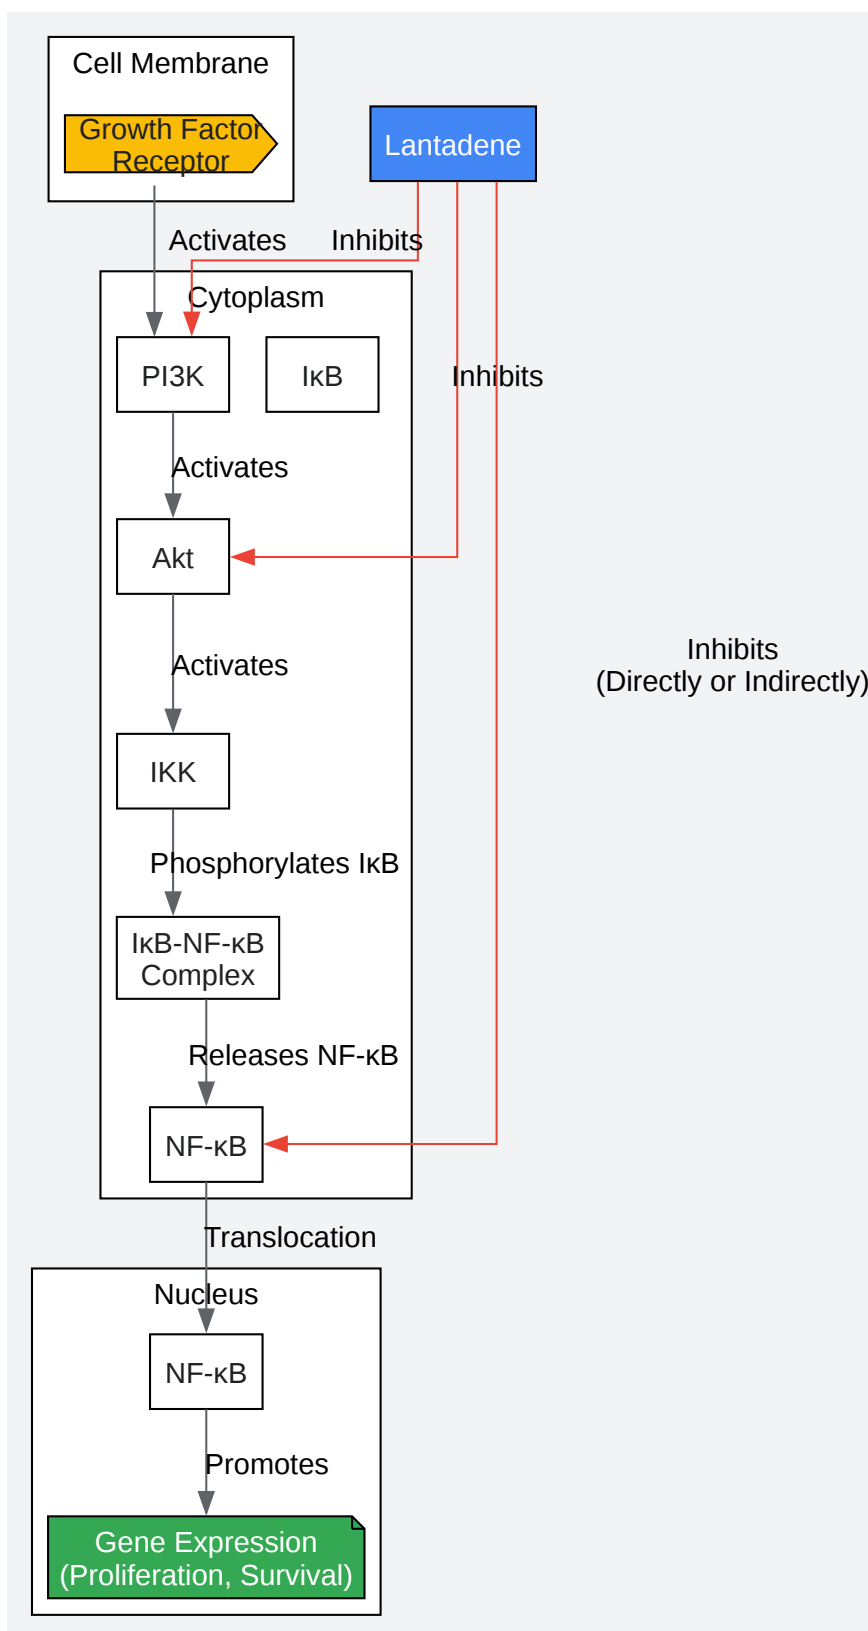 Cell Membrane
Growth Factor
Receptor
Lantadene
Activates
Inhibits
Cytoplasm
PI3K
IκB
Inhibits
Activates
Akt
Inhibits
(Directly or Indirectly)
Activates
IKK
Phosphorylates IκB
IκB-NF-κB
Complex
Releases NF-κB
NF-κB
Translocation
Nucleus
NF-κB
Promotes
Gene Expression
(Proliferation, Survival)